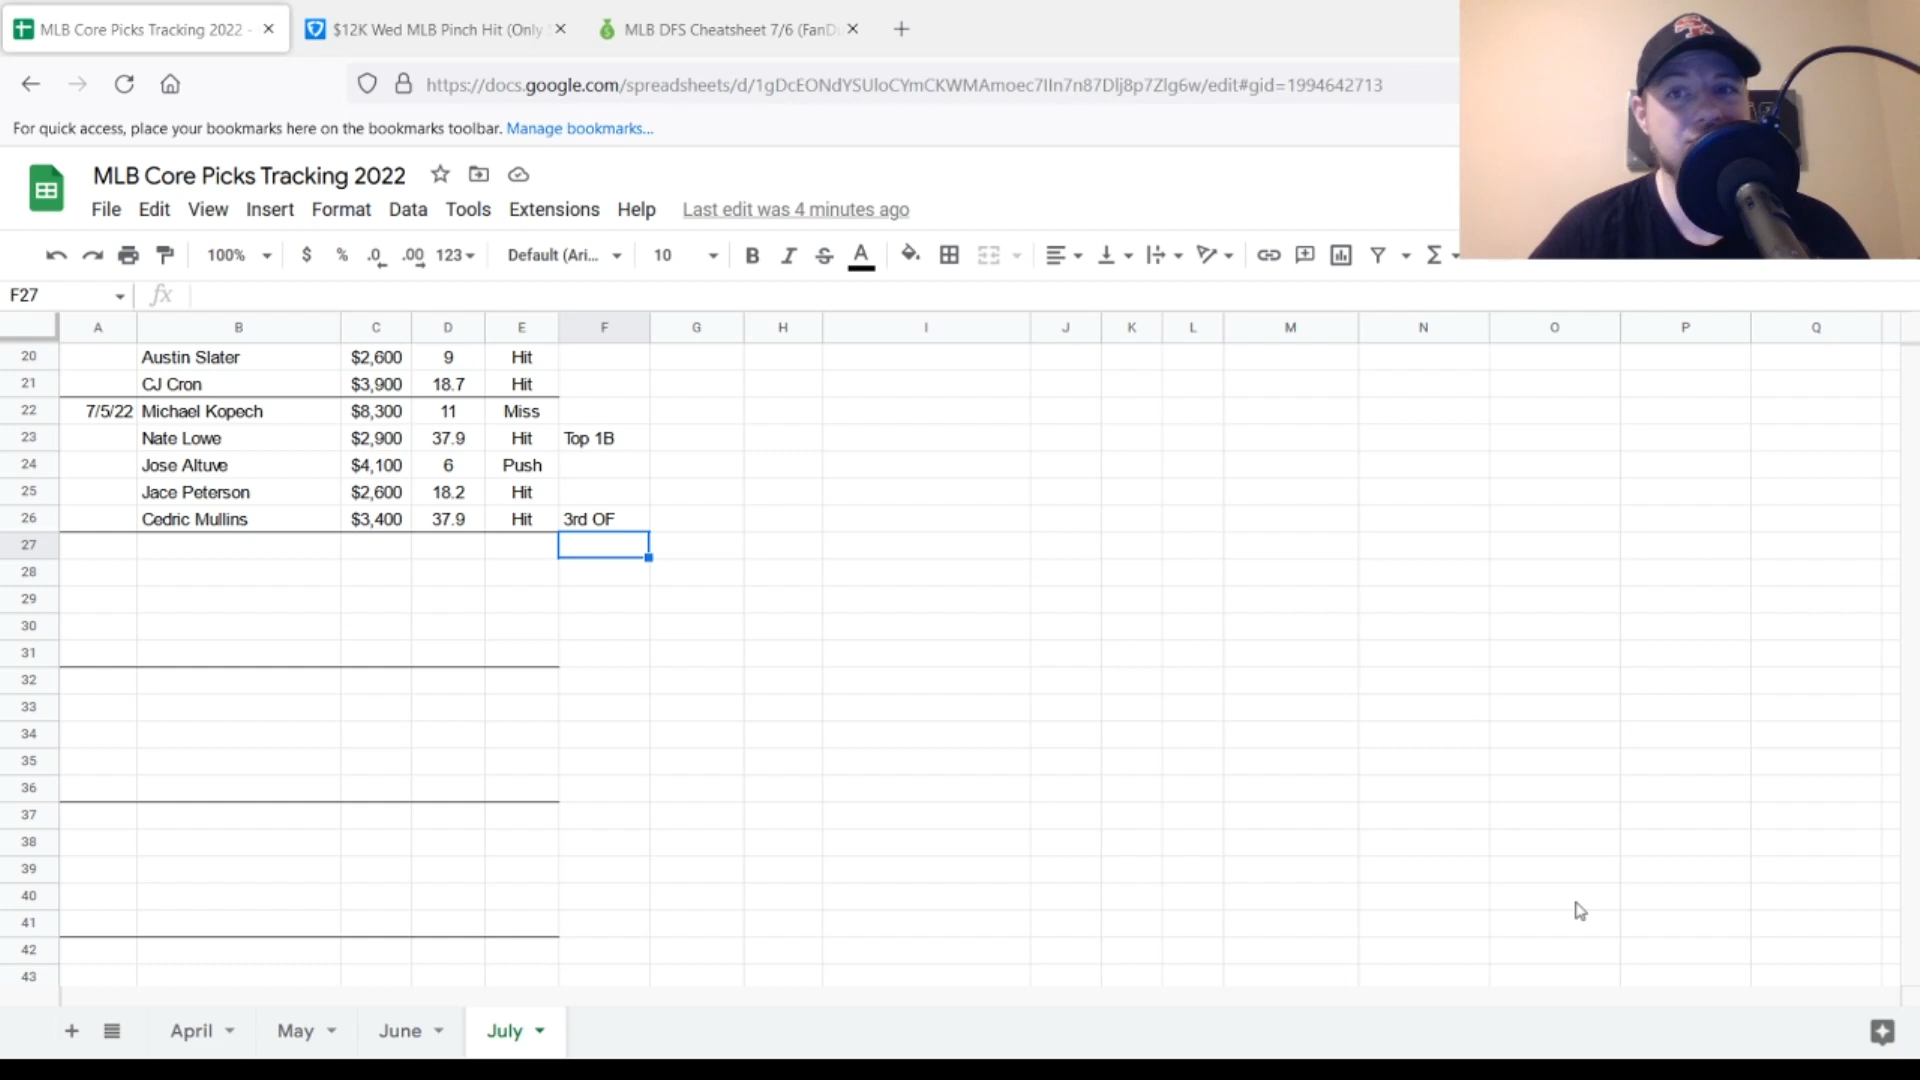 MLB Core Picks Tracking 2022 -
$12K Wed MLB Pinch Hit (Only
MLB DFS Cheatsheet 7/6 (FanD
https://docs.google.com/spreadsheets/d/1gDcEONdYSUloCYmCKWMAmoec7IIn7n87Dlj8p7Zlg6w/edit#gid=1994642713
For quick access, place your bookmarks here on the bookmarks toolbar. Manage bookmarks...
MLB Core Picks Tracking 2022
File Edit View Insert Format Data Tools Extensions Help Last edit was 4 minutes ago
100% $ % .0 .00 123 Default (Ari... 10 B I S A Σ
F27 fx
A B C D E F G H I J K L M N O P Q
20 Austin Slater $2,600 9 Hit
21 CJ Cron $3,900 18.7 Hit
22 7/5/22 Michael Kopech $8,300 11 Miss
23 Nate Lowe $2,900 37.9 Hit Top 1B
24 Jose Altuve $4,100 6 Push
25 Jace Peterson $2,600 18.2 Hit
26 Cedric Mullins $3,400 37.9 Hit 3rd OF
27
28
29
30
31
32
33
34
35
36
37
38
39
40
41
42
43
+ April May June July